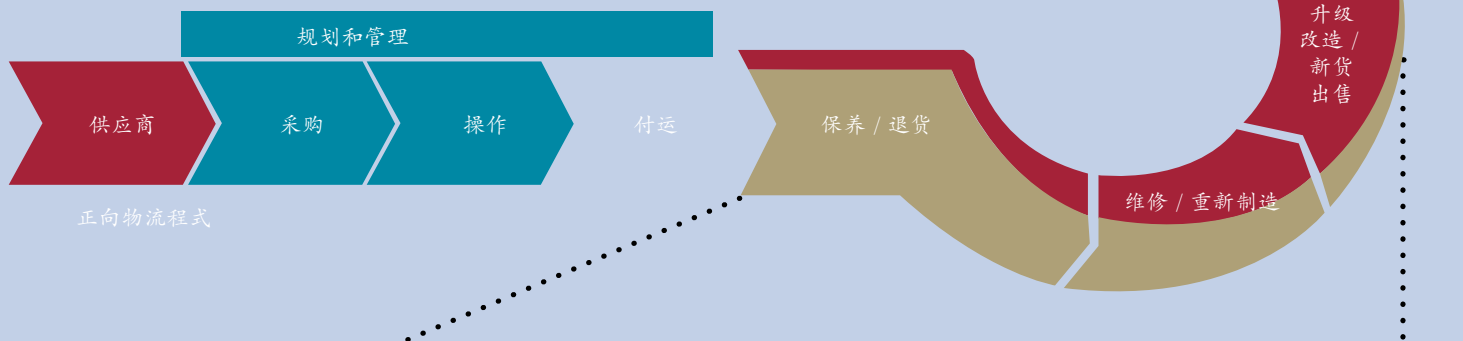 规划和管理
供应商
采购
操作
付运
保养 / 退货
升级
改造 /
新货
出售
维修 / 重新制造
正向物流程式